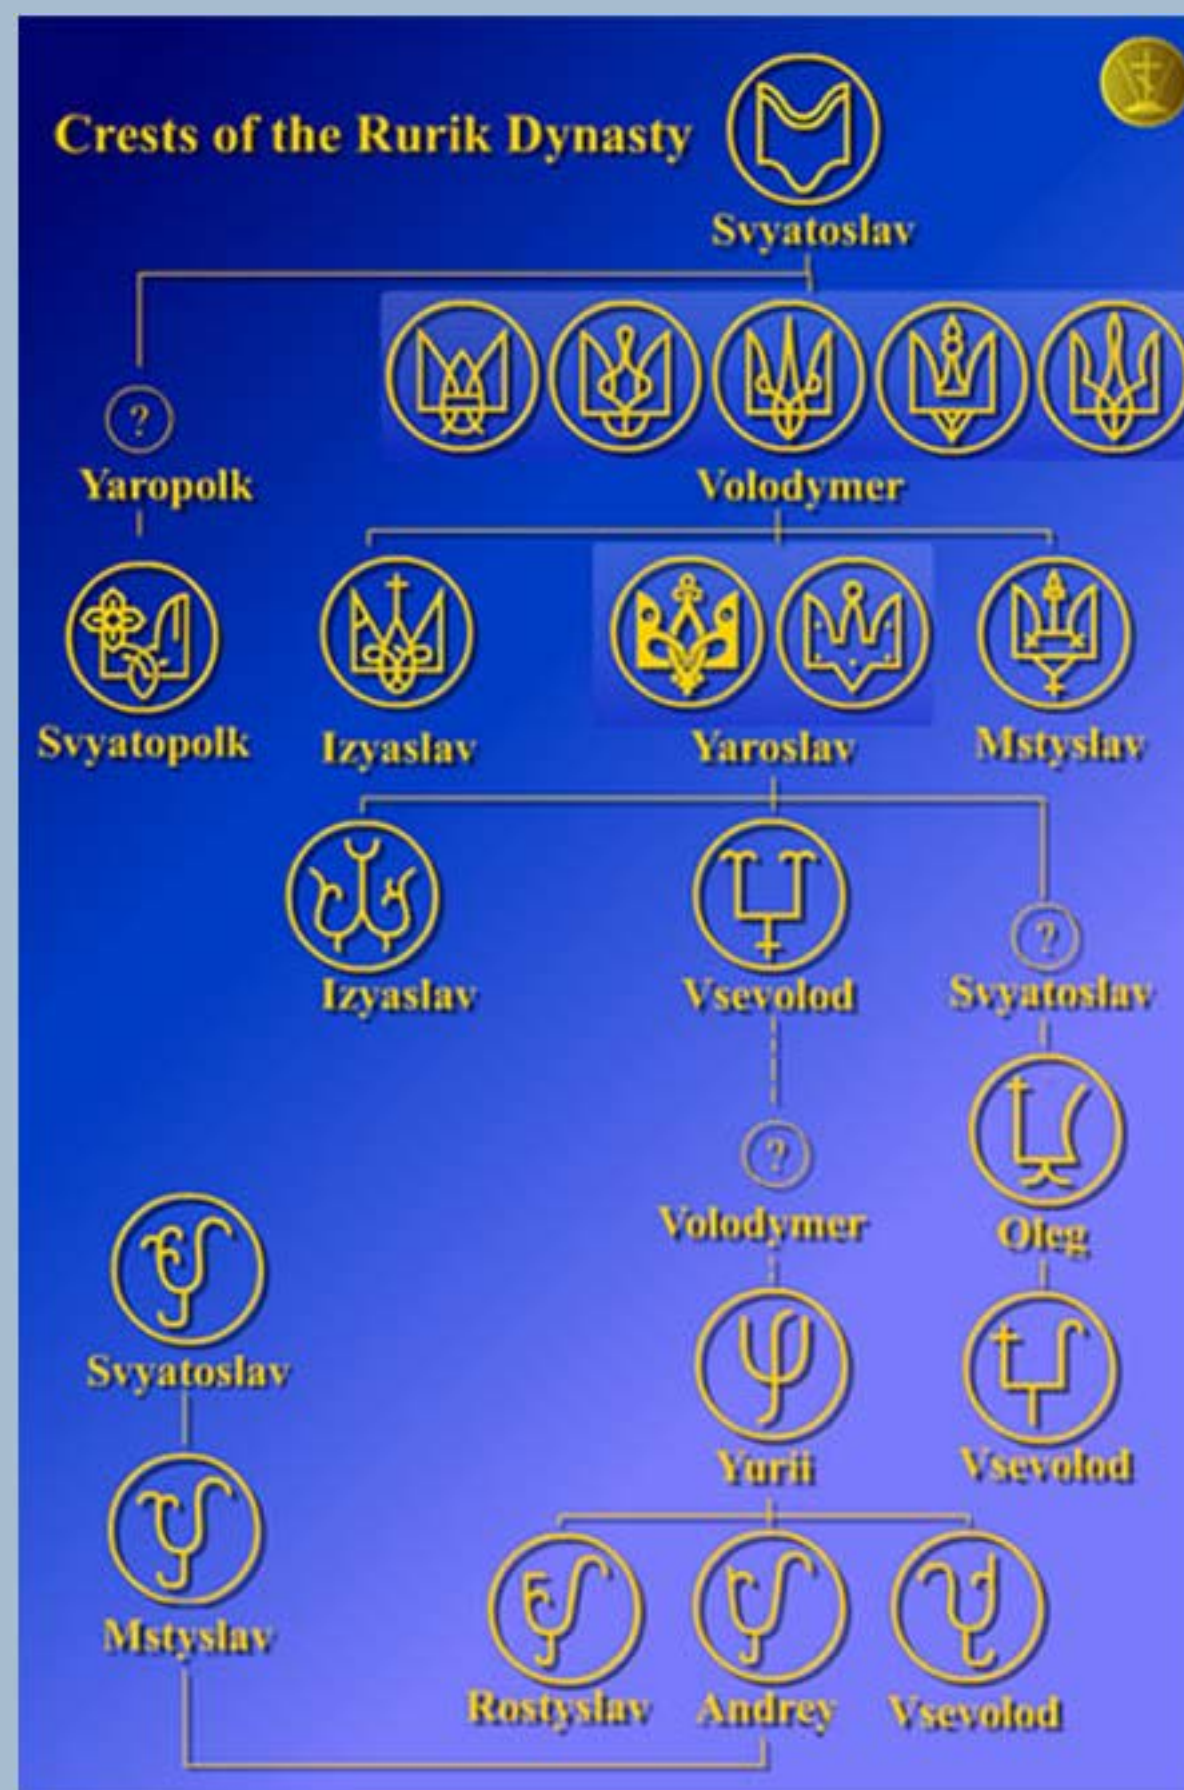 Crests of the Rurik Dynasty
Svyatoslav
?
Yaropolk
Volodymer
Svyatopolk
Izyaslav
Yaroslav
Mstyslav
Izyaslav
Vsevolod
?
Svyatoslav
?
Volodymer
Oleg
Svyatoslav
Yurii
Vsevolod
Mstyslav
Rostyslav
Andrey
Vsevolod